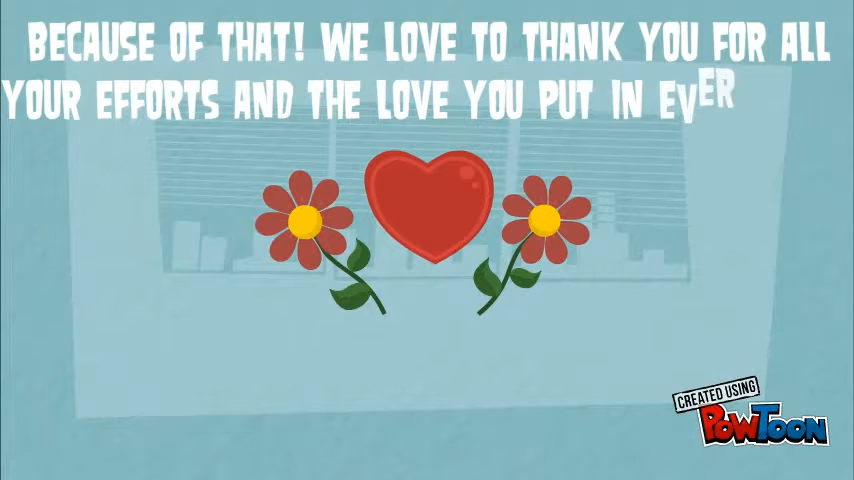 BECAUSE OF THAT! WE LOVE TO THANK YOU FOR ALL
YOUR EFFORTS AND THE LOVE YOU PUT IN EVER
CREATED USING
POWTOON